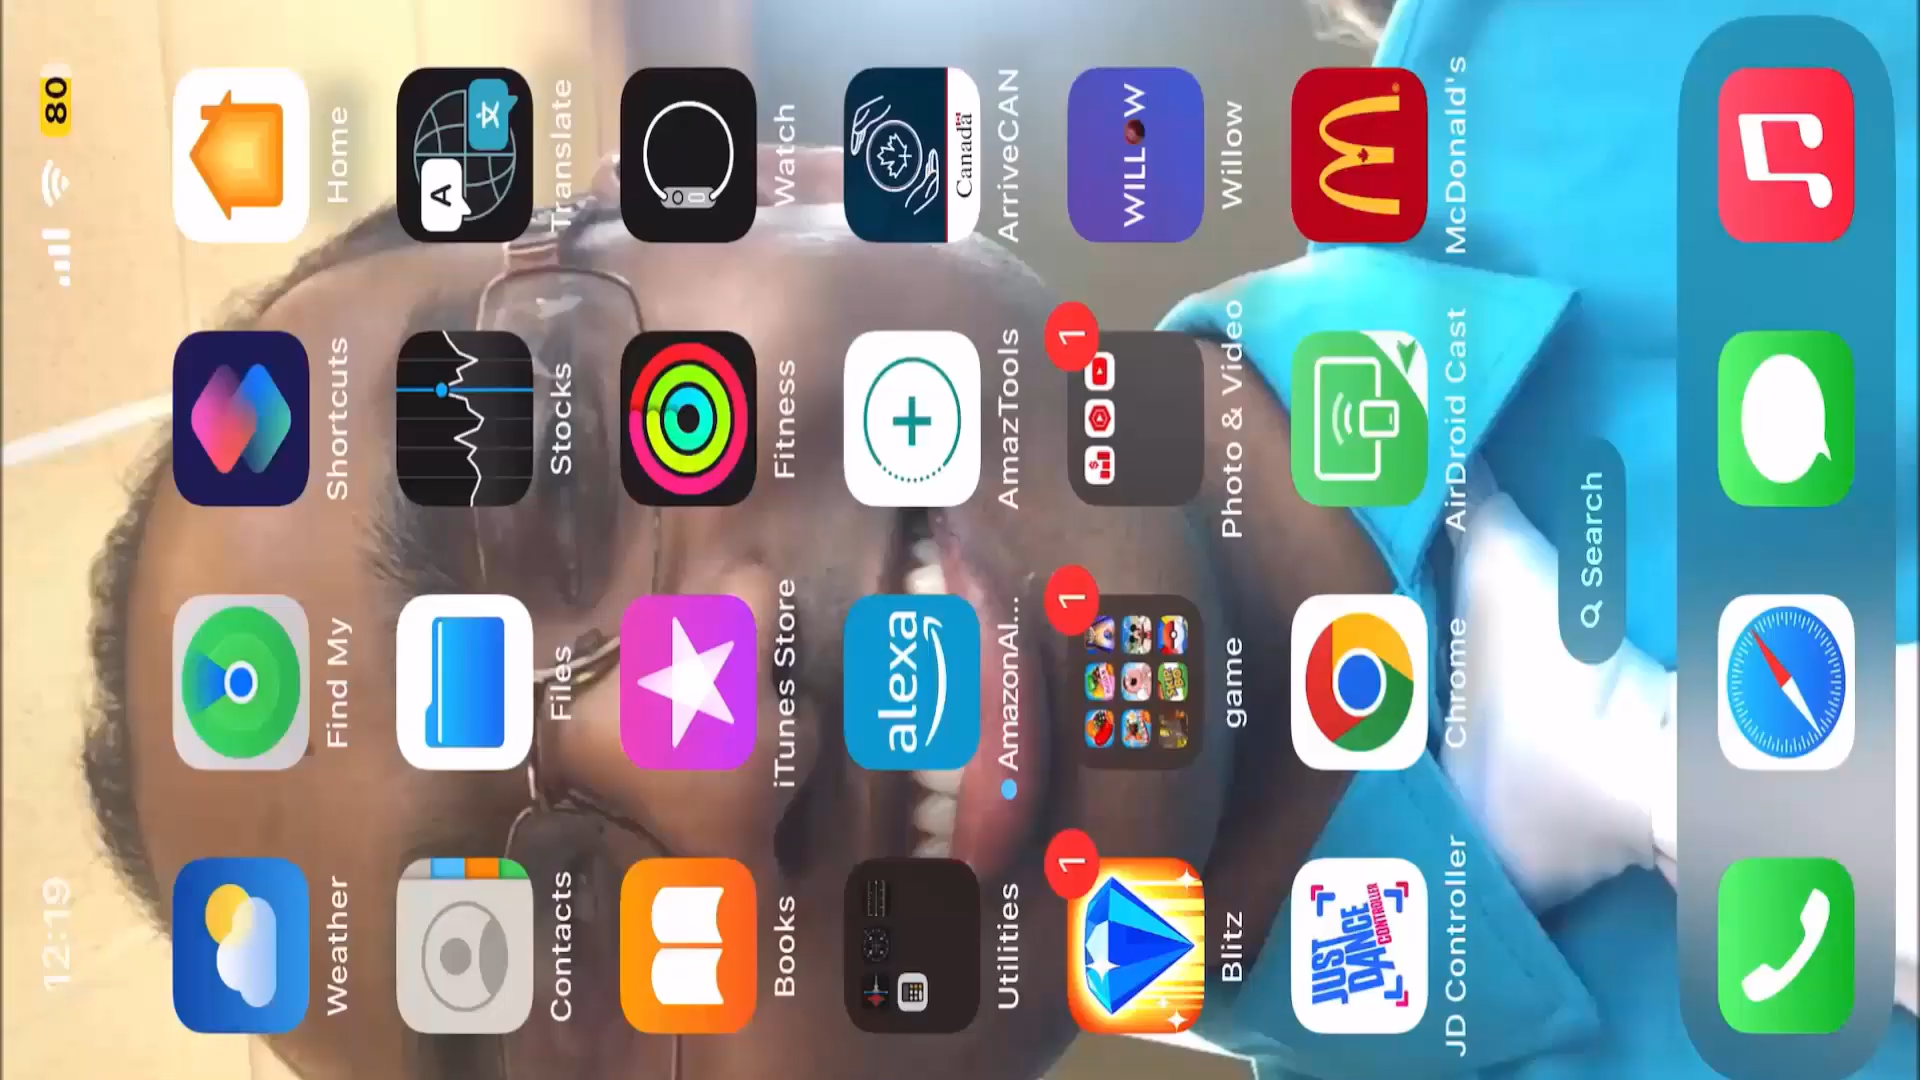 12:19
80
Weather
Find My
Shortcuts
Home
A 文
Contacts
Files
Stocks
Translate
Books
iTunes Store
Fitness
Watch
alexa
Canada
Utilities
AmazonAl...
AmazTools
ArriveCAN
1
1
1
WILLOW
Blitz
game
Photo & Video
Willow
JUST
DANCE
CONTROLLER
JD Controller
Chrome
AirDroid Cast
McDonald's
Search